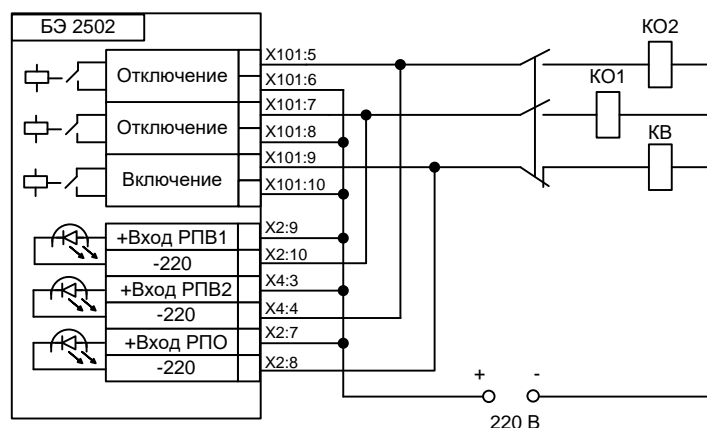 БЭ 2502
КО2
X101:5
Отключение
X101:6
КО1
X101:7
Отключение
X101:8
КВ
X101:9
Включение
X101:10
X2:9
+Вход РПВ1
X2:10
-220
X4:3
+Вход РПВ2
X4:4
-220
X2:7
+Вход РПО
X2:8
-220
+ -
220 В